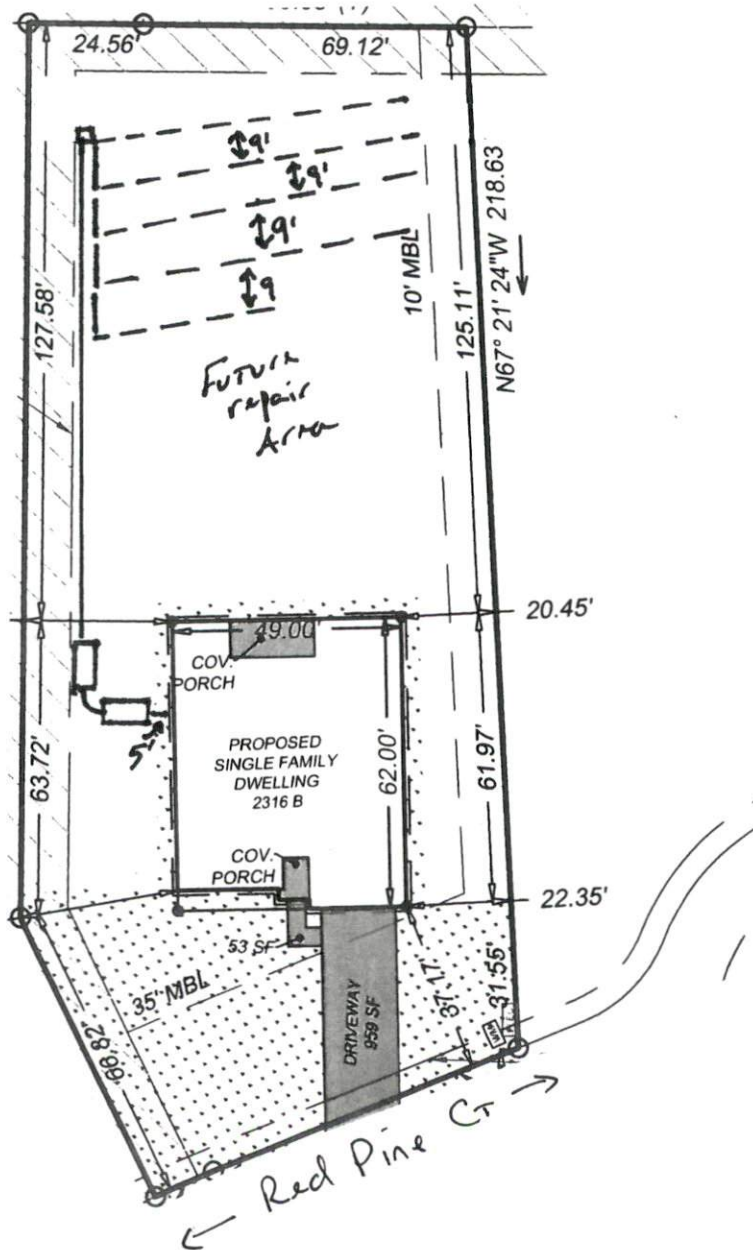 24.56'
69.12'
9'
9'
9'
9
127.58'
10' MBL
125.11'
N67° 21' 24"W 218.63
Future
repair
Area
20.45'
49.00'
COV.
PORCH
5'
PROPOSED
SINGLE FAMILY
DWELLING
2316 B
63.72'
62.00'
61.97'
COV.
PORCH
22.35'
53 SF
35' MBL
37.17'
31.55'
DRIVEWAY
959 SF
Red Pine CT